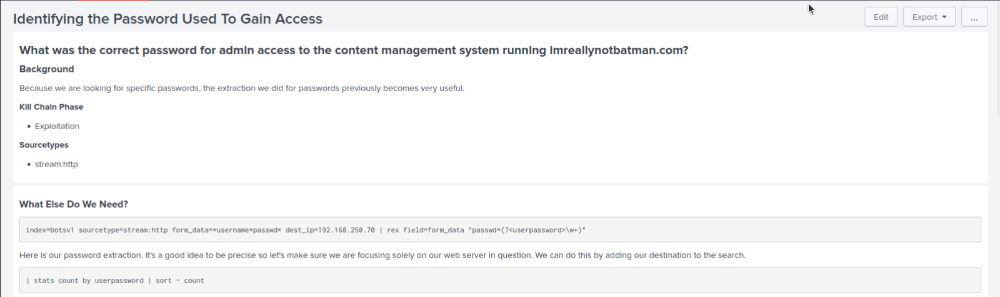 Identifying the Password Used To Gain Access
Edit
Export
...
What was the correct password for admin access to the content management system running imreallynotbatman.com?
Background
Because we are looking for specific passwords, the extraction we did for passwords previously becomes very useful.
Kill Chain Phase
• Exploitation
Sourcetypes
• stream:http
What Else Do We Need?
index=botsv1 sourcetype=stream:http form_data=*username*passwd* dest_ip=192.168.250.70 | rex field=form_data "passwd=(?<userpassword>\w+)"
Here is our password extraction. It's a good idea to be precise so let's make sure we are focusing solely on our web server in question. We can do this by adding our destination to the search.
| stats count by userpassword | sort - count